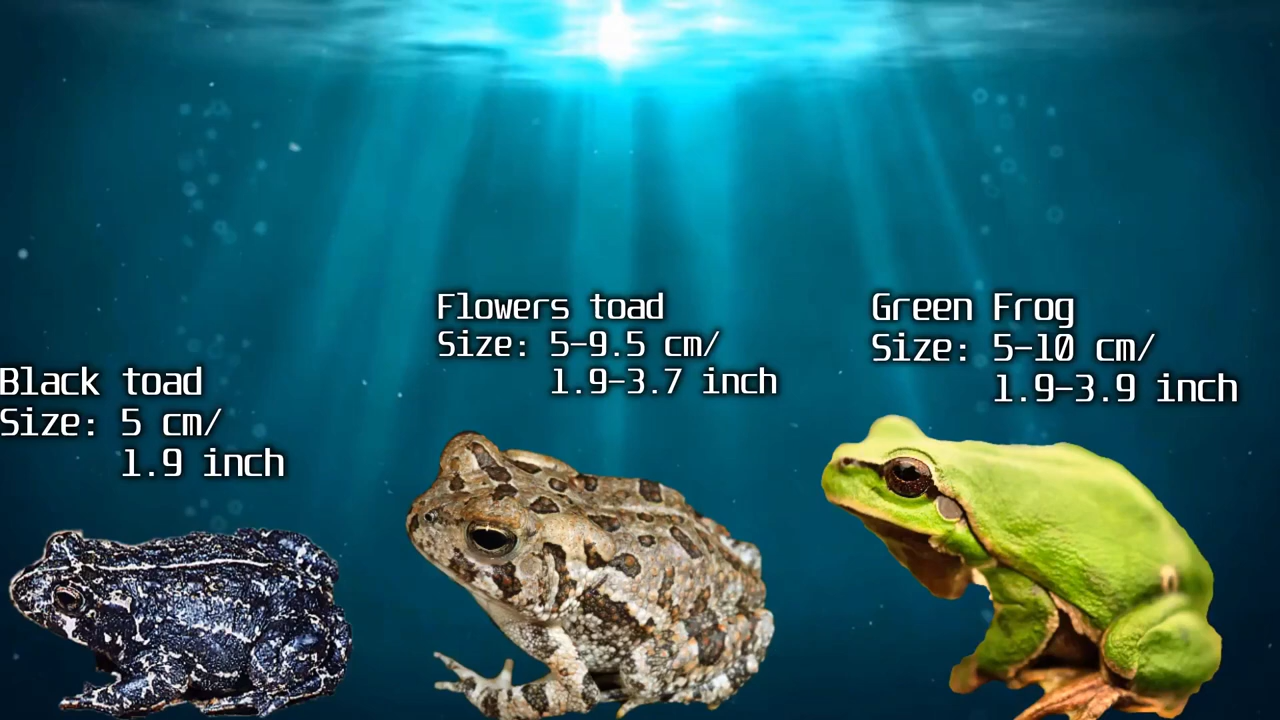 Black toad
Size: 5 cm/
1.9 inch
Flowers toad
Size: 5-9.5 cm/
1.9-3.7 inch
Green Frog
Size: 5-10 cm/
1.9-3.9 inch